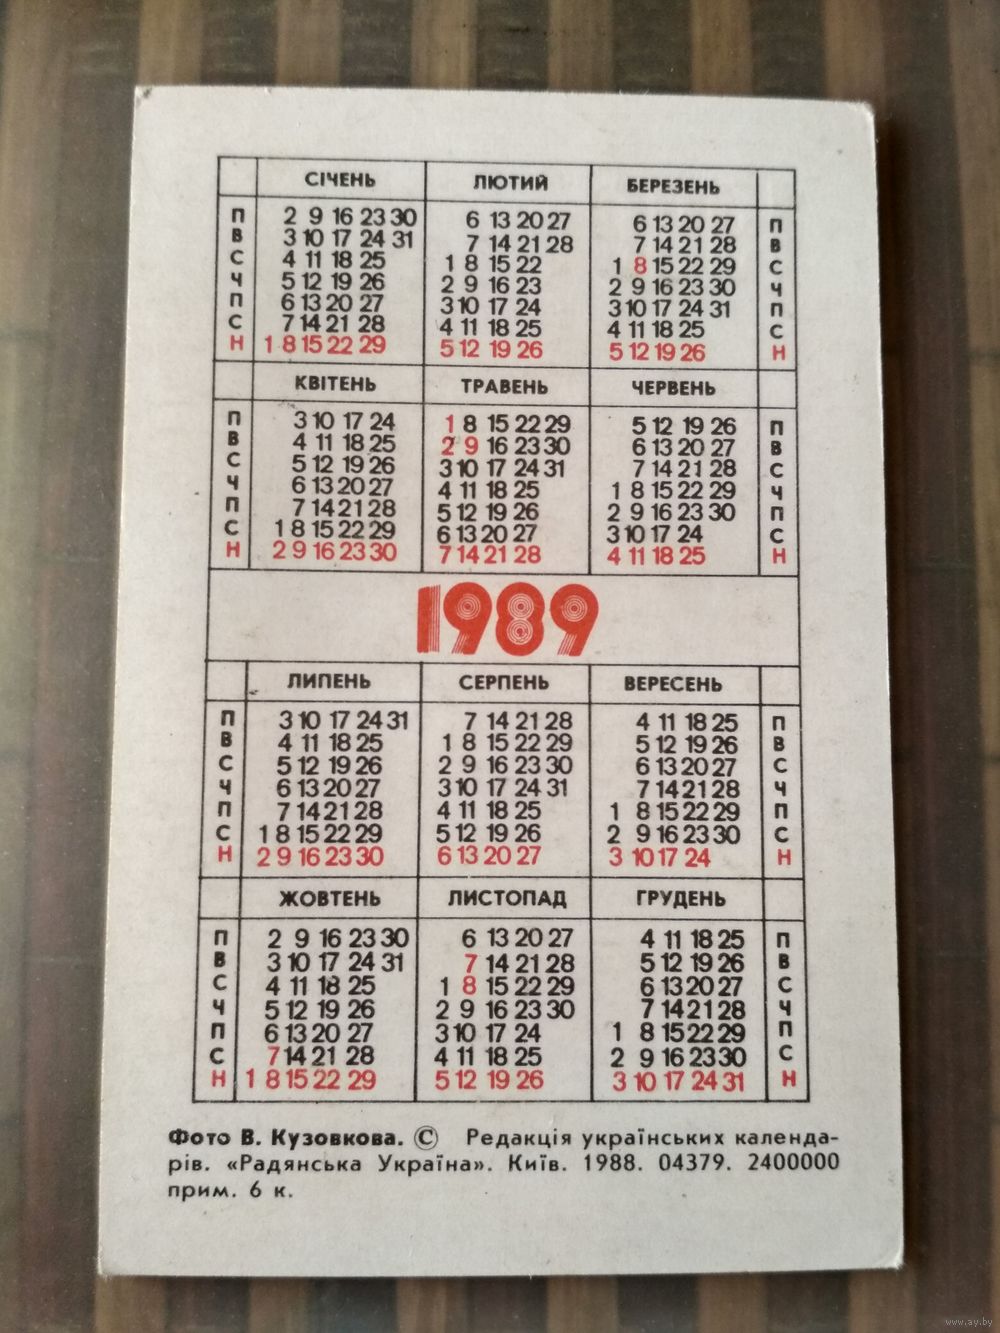 СІЧЕНЬ ЛЮТИЙ БЕРЕЗЕНЬ
П 2 9 16 23 30 6 13 20 27 6 13 20 27 П
В 3 10 17 24 31 7 14 21 28 7 14 21 28 В
С 4 11 18 25 1 8 15 22 1 8 15 22 29 С
Ч 5 12 19 26 2 9 16 23 2 9 16 23 30 Ч
П 6 13 20 27 3 10 17 24 3 10 17 24 31 П
С 7 14 21 28 4 11 18 25 4 11 18 25 С
Н 1 8 15 22 29 5 12 19 26 5 12 19 26 Н
КВІТЕНЬ ТРАВЕНЬ ЧЕРВЕНЬ
П 3 10 17 24 1 8 15 22 29 5 12 19 26 П
В 4 11 18 25 2 9 16 23 30 6 13 20 27 В
С 5 12 19 26 3 10 17 24 31 7 14 21 28 С
Ч 6 13 20 27 4 11 18 25 1 8 15 22 29 Ч
П 7 14 21 28 5 12 19 26 2 9 16 23 30 П
С 1 8 15 22 29 6 13 20 27 3 10 17 24 С
Н 2 9 16 23 30 7 14 21 28 4 11 18 25 Н
1989
ЛИПЕНЬ СЕРПЕНЬ ВЕРЕСЕНЬ
П 3 10 17 24 31 7 14 21 28 4 11 18 25 П
В 4 11 18 25 1 8 15 22 29 5 12 19 26 В
С 5 12 19 26 2 9 16 23 30 6 13 20 27 С
Ч 6 13 20 27 3 10 17 24 31 7 14 21 28 Ч
П 7 14 21 28 4 11 18 25 1 8 15 22 29 П
С 1 8 15 22 29 5 12 19 26 2 9 16 23 30 С
Н 2 9 16 23 30 6 13 20 27 3 10 17 24 Н
ЖОВТЕНЬ ЛИСТОПАД ГРУДЕНЬ
П 2 9 16 23 30 6 13 20 27 4 11 18 25 П
В 3 10 17 24 31 7 14 21 28 5 12 19 26 В
С 4 11 18 25 1 8 15 22 29 6 13 20 27 С
Ч 5 12 19 26 2 9 16 23 30 7 14 21 28 Ч
П 6 13 20 27 3 10 17 24 1 8 15 22 29 П
С 7 14 21 28 4 11 18 25 2 9 16 23 30 С
Н 1 8 15 22 29 5 12 19 26 3 10 17 24 31 Н
Фото В. Кузовкова. © Редакція українських календа-
рів. «Радянська Україна». Київ. 1988. 04379. 2400000
прим. 6 к.
www.ay.by